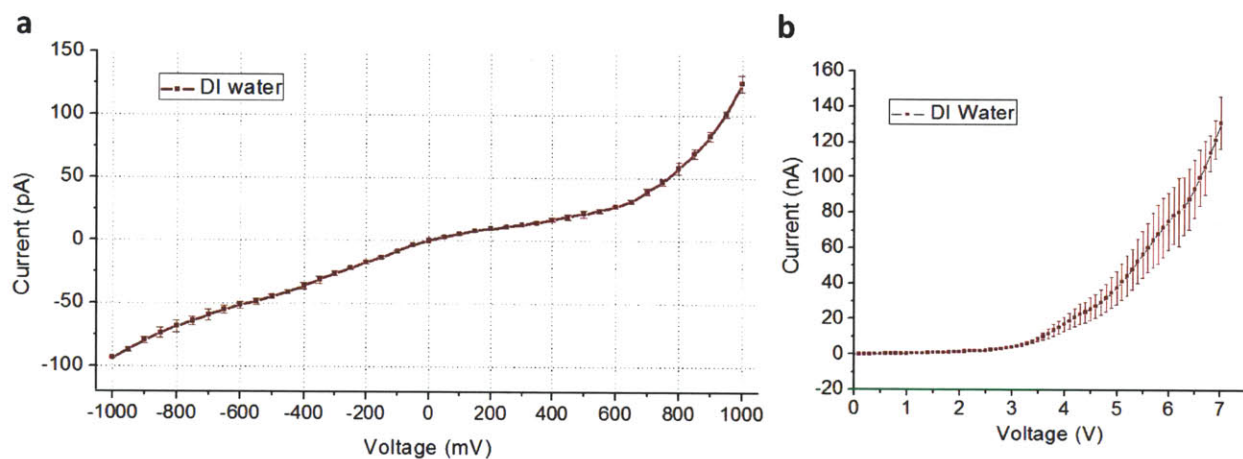 a
150
100
50
0
-50
-100
Current (pA)
DI water
-1000 -800 -600 -400 -200 0 200 400 600 800 1000
Voltage (mV)
b
160
140
120
100
80
60
40
20
0
-20
Current (nA)
DI Water
0 1 2 3 4 5 6 7
Voltage (V)